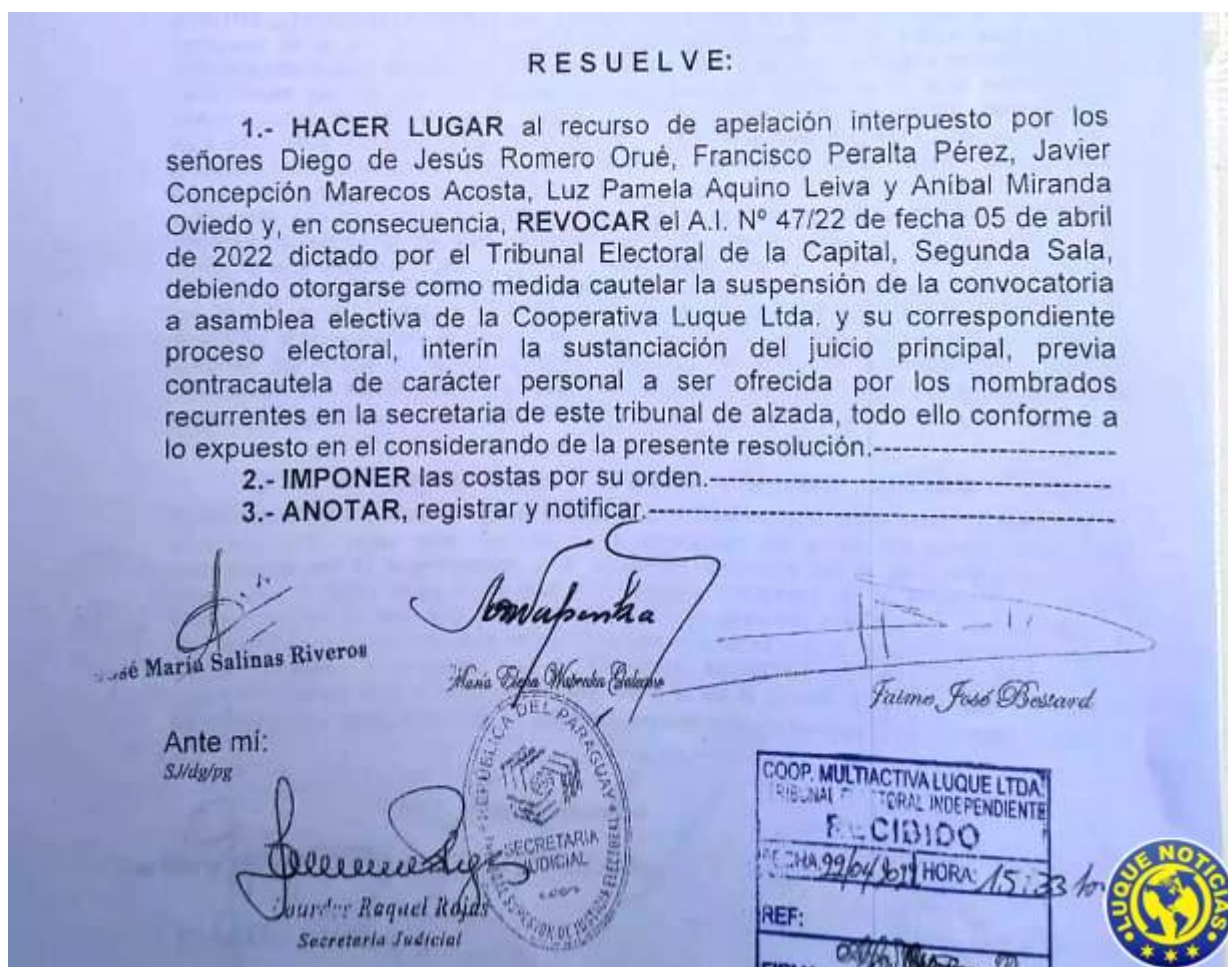 RESUELVE:
1.- HACER LUGAR al recurso de apelación interpuesto por los
señores Diego de Jesús Romero Orué, Francisco Peralta Pérez, Javier
Concepción Marecos Acosta, Luz Pamela Aquino Leiva y Aníbal Miranda
Oviedo y, en consecuencia, REVOCAR el A.I. Nº 47/22 de fecha 05 de abril
de 2022 dictado por el Tribunal Electoral de la Capital, Segunda Sala,
debiendo otorgarse como medida cautelar la suspensión de la convocatoria
a asamblea electiva de la Cooperativa Luque Ltda. y su correspondiente
proceso electoral, interín la sustanciación del juicio principal, previa
contracautela de carácter personal a ser ofrecida por los nombrados
recurrentes en la secretaria de este tribunal de alzada, todo ello conforme a
lo expuesto en el considerando de la presente resolución.------------------------
2.- IMPONER las costas por su orden.----------------------------------------
3.- ANOTAR, registrar y notificar.-----------------------------------------------
María Salinas Riveros
María Elena Wapenka
Jaime José Bestard
Ante mí:
SJ/dg/pg
REPUBLICA DEL PARAGUAY
SECRETARIA
JUDICIAL
Raquel Rojas
Secretaria Judicial
COOP. MULTIACTIVA LUQUE LTDA.
TRIBUNAL INDEPENDIENTE
RECIBIDO
HORA: 15:23
REF:
LUQUE NOTICIAS